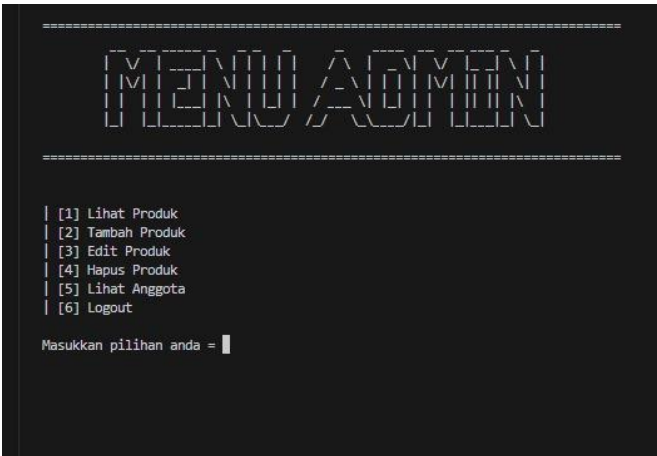 MENU ADMIN
| [1] Lihat Produk
| [2] Tambah Produk
| [3] Edit Produk
| [4] Hapus Produk
| [5] Lihat Anggota
| [6] Logout
Masukkan pilihan anda =